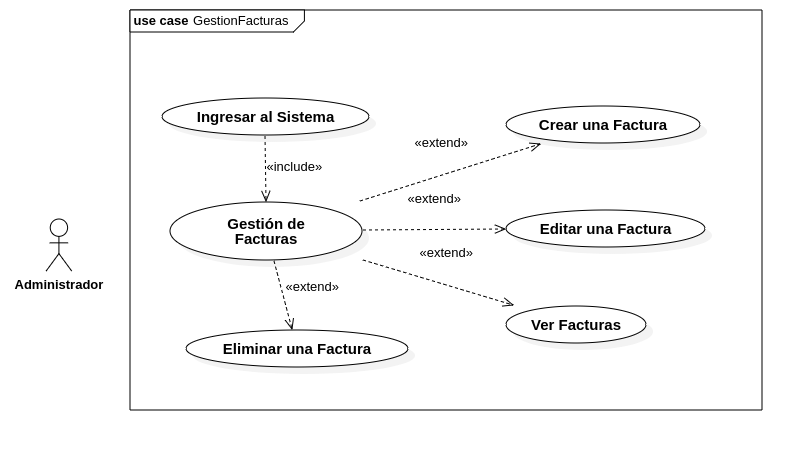 use case GestionFacturas
Ingresar al Sistema
«extend»
Crear una Factura
«include»
«extend»
Gestión de
Facturas
Editar una Factura
«extend»
Administrador
«extend»
Ver Facturas
Eliminar una Factura